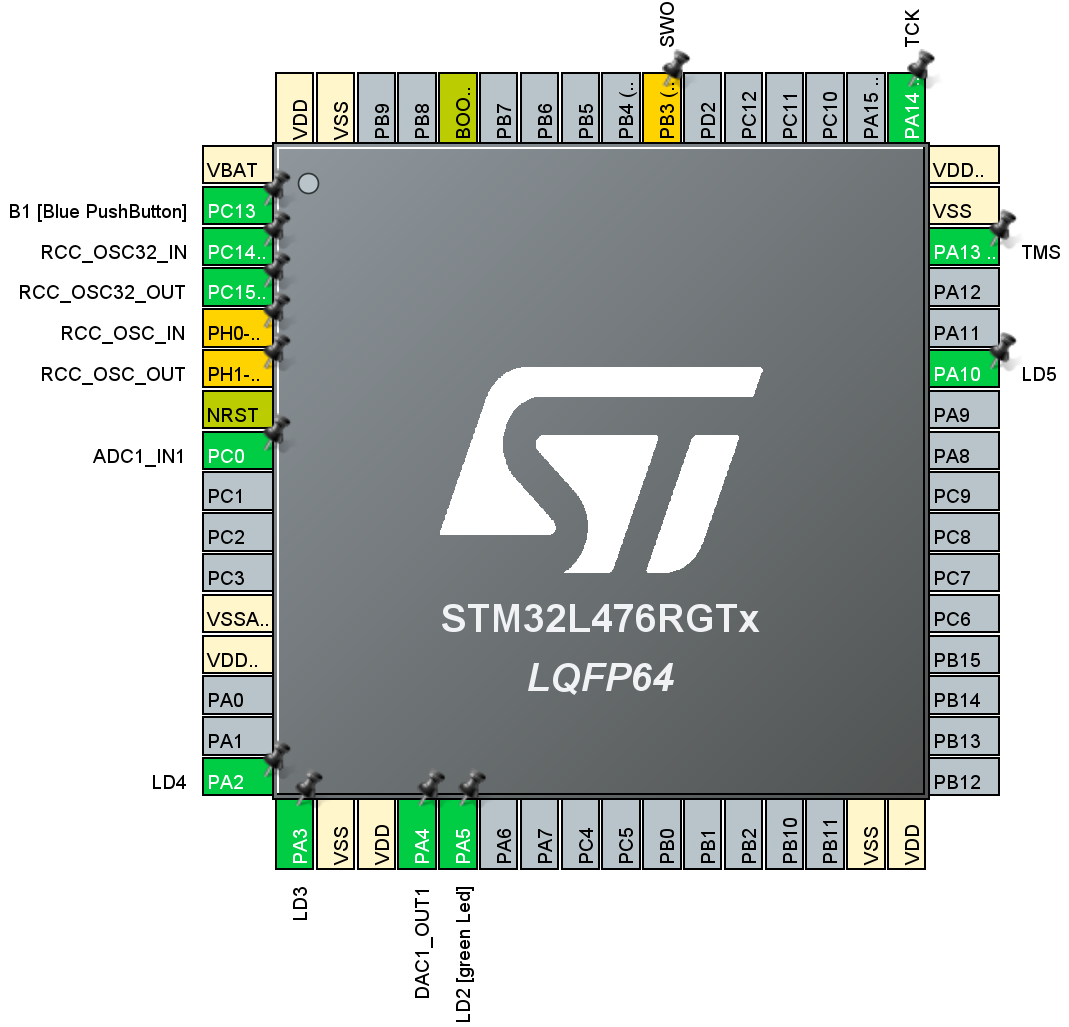 SWO
TCK
VDD
VSS
PB9
PB8
BOO..
PB7
PB6
PB5
PB4 (..
PB3 (..
PD2
PC12
PC11
PC10
PA15 ..
PA14 ..
VBAT
B1 [Blue PushButton] PC13
RCC_OSC32_IN PC14..
RCC_OSC32_OUT PC15..
RCC_OSC_IN PH0-..
RCC_OSC_OUT PH1-..
NRST
ADC1_IN1 PC0
PC1
PC2
PC3
VSSA..
VDD..
PA0
PA1
LD4 PA2
VDD..
VSS
PA13 .. TMS
PA12
PA11
PA10 LD5
PA9
PA8
PC9
PC8
PC7
PC6
PB15
PB14
PB13
PB12
ST
STM32L476RGTx
LQFP64
PA3
VSS
VDD
PA4
PA5
PA6
PA7
PC4
PC5
PB0
PB1
PB2
PB10
PB11
VSS
VDD
LD3
DAC1_OUT1
LD2 [green Led]